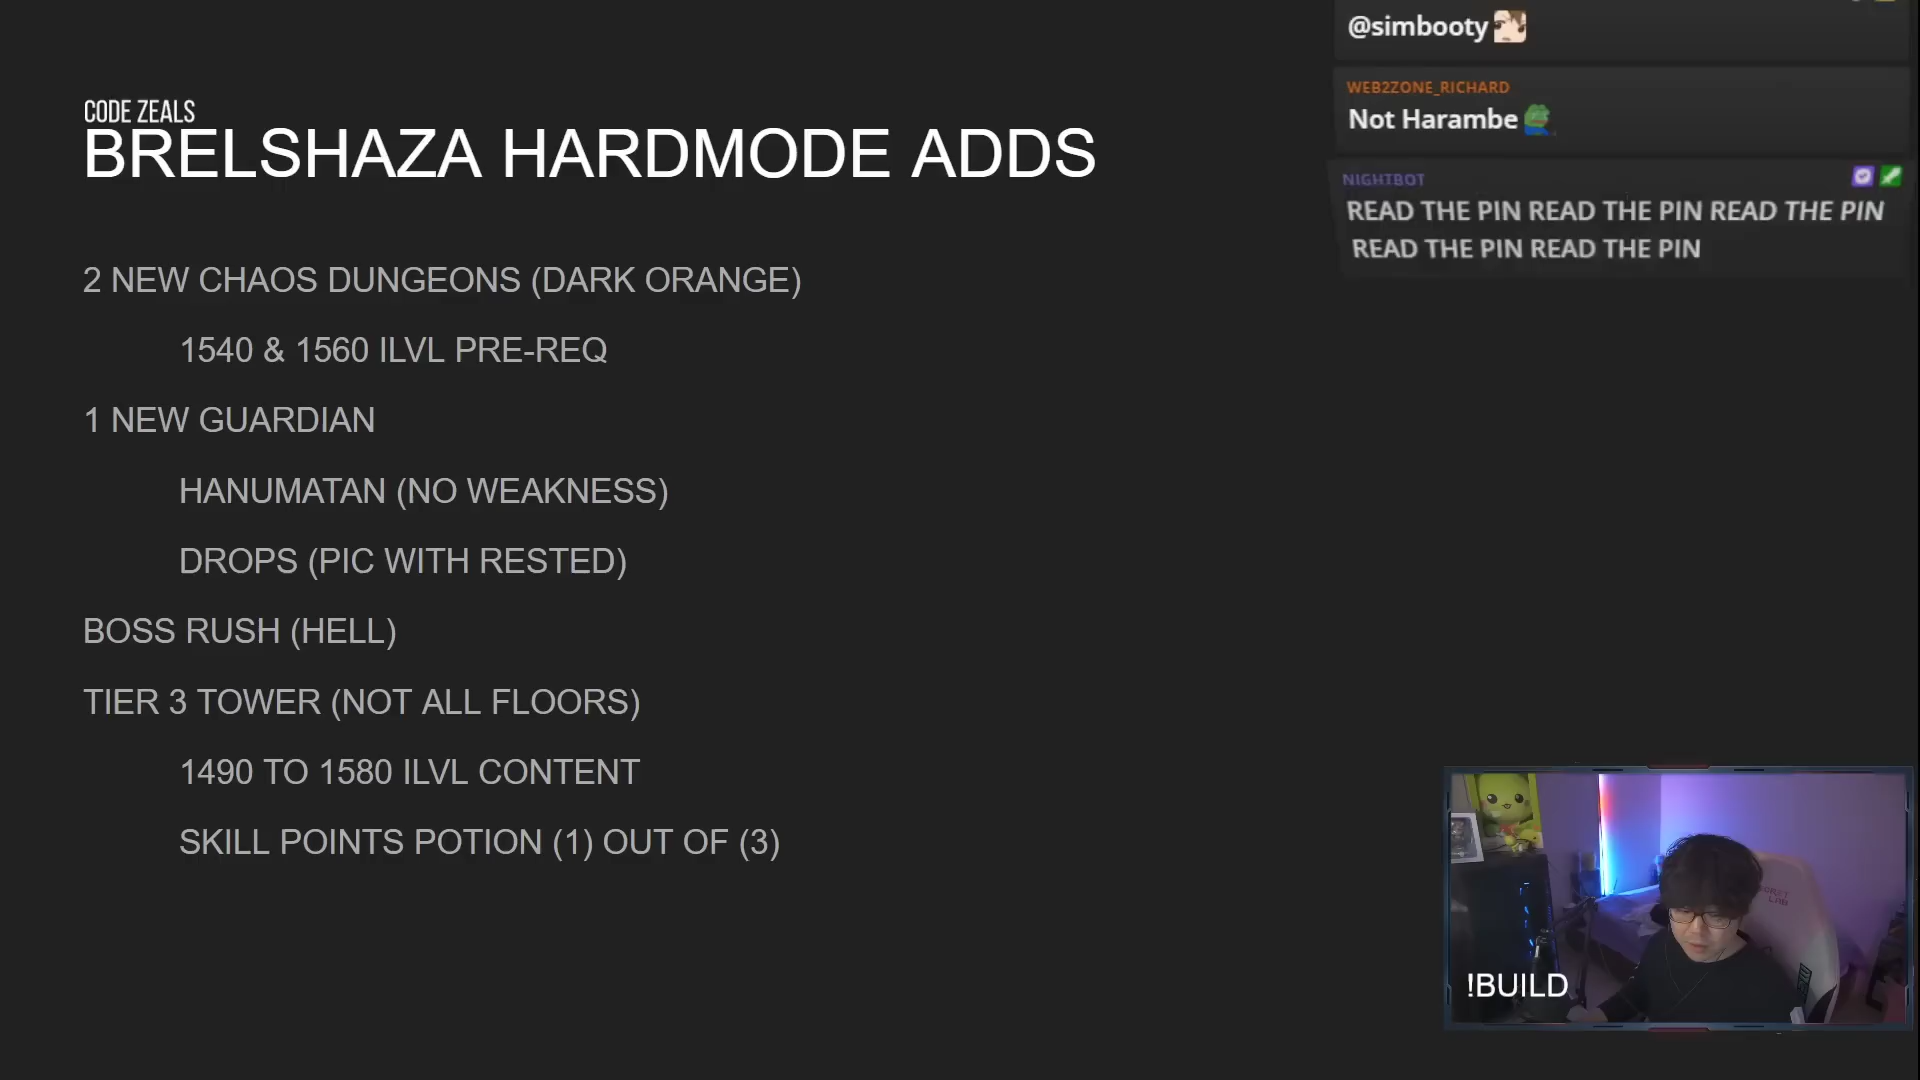 CODE ZEALS
BRELSHAZA HARDMODE ADDS
2 NEW CHAOS DUNGEONS (DARK ORANGE)
1540 & 1560 ILVL PRE-REQ
1 NEW GUARDIAN
HANUMATAN (NO WEAKNESS)
DROPS (PIC WITH RESTED)
BOSS RUSH (HELL)
TIER 3 TOWER (NOT ALL FLOORS)
1490 TO 1580 ILVL CONTENT
SKILL POINTS POTION (1) OUT OF (3)
@simbooty
WEB2ZONE_RICHARD
Not Harambe
NIGHTBOT
READ THE PIN READ THE PIN READ THE PIN
READ THE PIN READ THE PIN
!BUILD